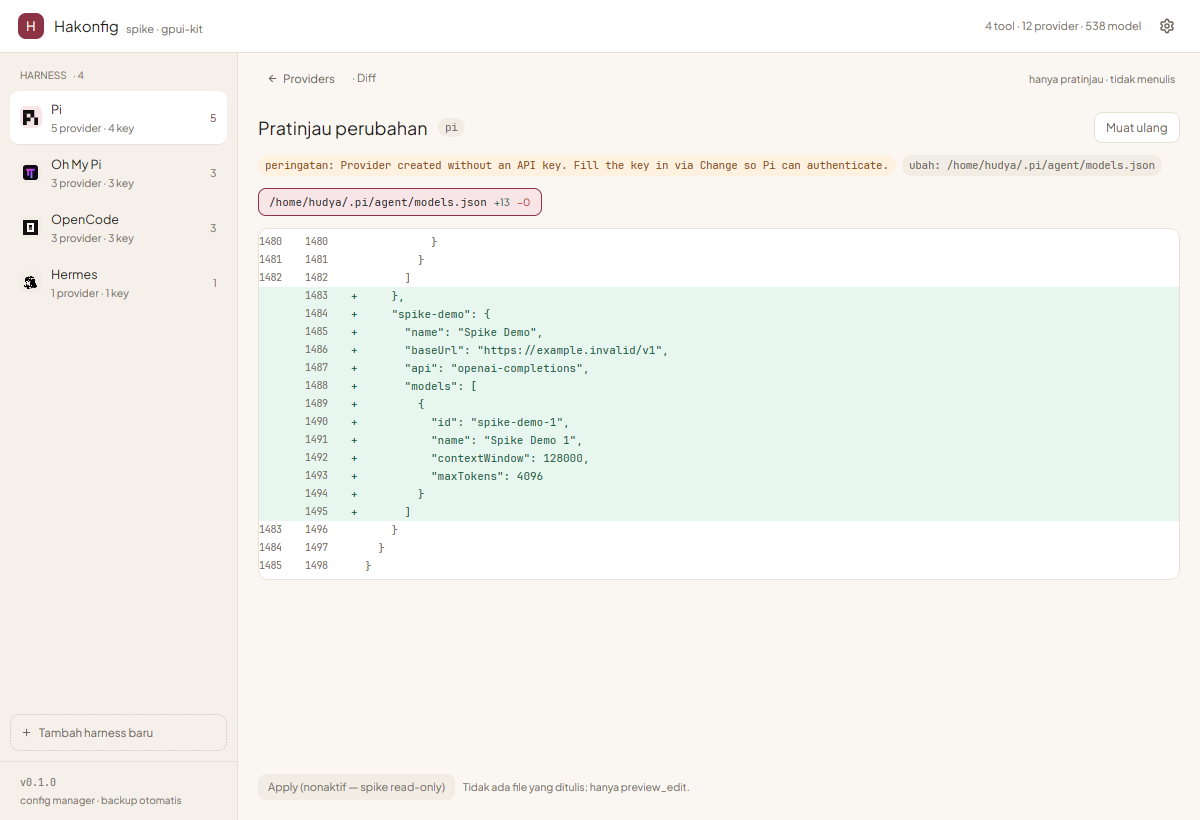 H Hakonfig spike · gpui-kit
4 tool · 12 provider · 538 model
HARNESS · 4
Pi
5 provider · 4 key
5
Oh My Pi
3 provider · 3 key
3
OpenCode
3 provider · 3 key
3
Hermes
1 provider · 1 key
1
+ Tambah harness baru
v0.1.0
config manager · backup otomatis
← Providers · Diff
hanya pratinjau · tidak menulis
Pratinjau perubahan pi
Muat ulang
peringatan: Provider created without an API key. Fill the key in via Change so Pi can authenticate.
ubah: /home/hudya/.pi/agent/models.json
/home/hudya/.pi/agent/models.json +13 −0
1480 1480 }
1481 1481 }
1482 1482 ]
1483 + },
1484 + "spike-demo": {
1485 + "name": "Spike Demo",
1486 + "baseUrl": "https://example.invalid/v1",
1487 + "api": "openai-completions",
1488 + "models": [
1489 + {
1490 + "id": "spike-demo-1",
1491 + "name": "Spike Demo 1",
1492 + "contextWindow": 128000,
1493 + "maxTokens": 4096
1494 + }
1495 + ]
1483 1496 }
1484 1497 }
1485 1498 }
Apply (nonaktif — spike read-only)
Tidak ada file yang ditulis; hanya preview_edit.